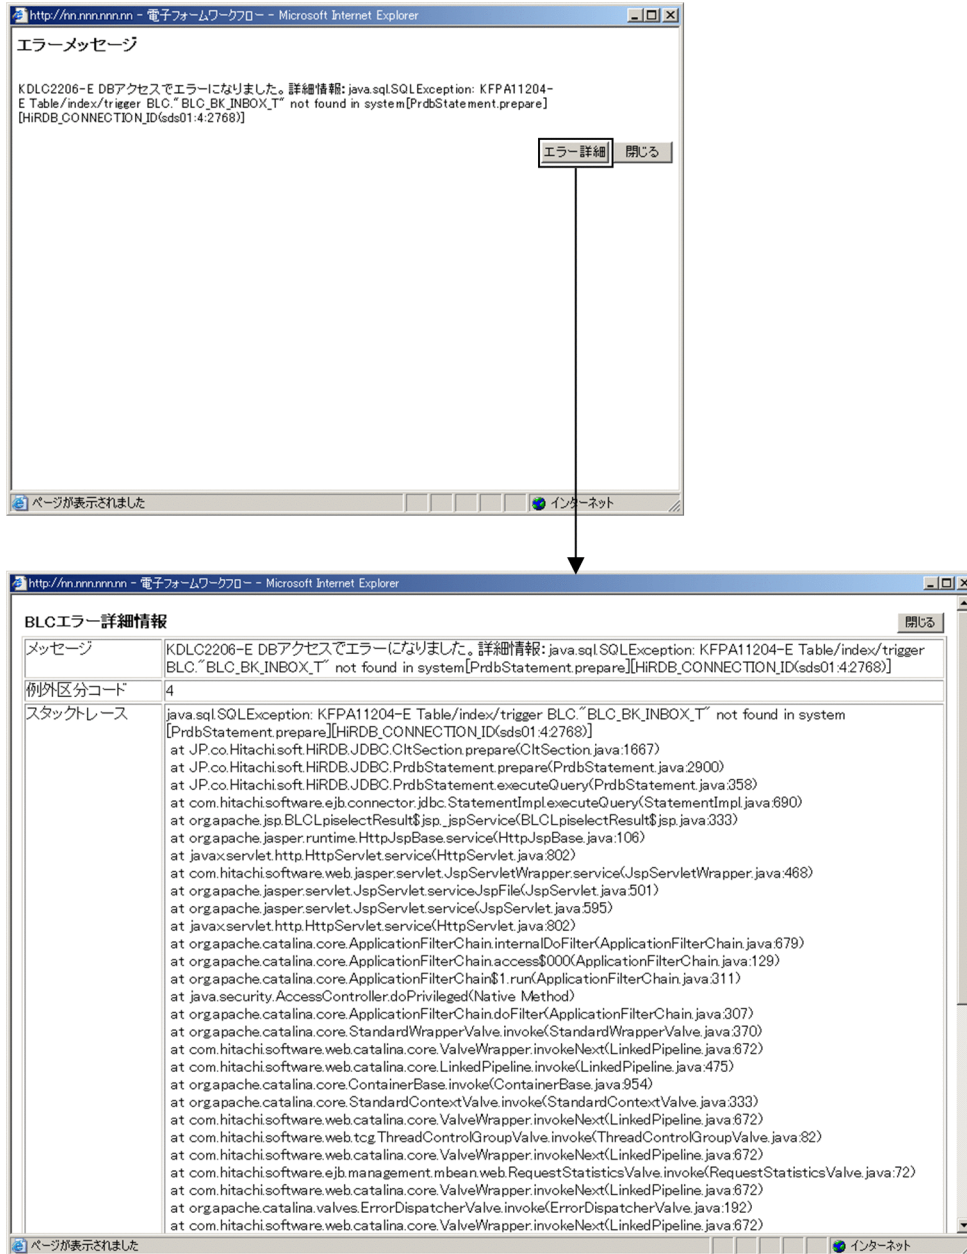 http://nn.nnn.nnn.nn - 電子フォームワークフロー - Microsoft Internet Explorer
エラーメッセージ
KDLC2206-E DBアクセスでエラーになりました。詳細情報: java.sql.SQLException: KFPA11204-
E Table/index/trigger BLC."BLC_BK_INBOX_T" not found in system[PrdbStatement.prepare]
[HiRDB_CONNECTION_ID(sds01:4:2768)]
エラー詳細 閉じる
ページが表示されました インターネット
http://nn.nnn.nnn.nn - 電子フォームワークフロー - Microsoft Internet Explorer
BLCエラー詳細情報 閉じる
メッセージ KDLC2206-E DBアクセスでエラーになりました。詳細情報: java.sql.SQLException: KFPA11204-E Table/index/trigger
BLC."BLC_BK_INBOX_T" not found in system[PrdbStatement.prepare][HiRDB_CONNECTION_ID(sds01:4:2768)]
例外区分コード 4
スタックトレース java.sql.SQLException: KFPA11204-E Table/index/trigger BLC."BLC_BK_INBOX_T" not found in system
[PrdbStatement.prepare][HiRDB_CONNECTION_ID(sds01:4:2768)]
at JP.co.Hitachi.soft.HiRDB.JDBC.CltSection.prepare(CltSection.java:1667)
at JP.co.Hitachi.soft.HiRDB.JDBC.PrdbStatement.prepare(PrdbStatement.java:2900)
at JP.co.Hitachi.soft.HiRDB.JDBC.PrdbStatement.executeQuery(PrdbStatement.java:358)
at com.hitachi.software.ejb.connector.jdbc.StatementImpl.executeQuery(StatementImpl.java:690)
at org.apache.jsp.BLCLpiselectResult$jsp._jspService(BLCLpiselectResult$jsp.java:333)
at org.apache.jasper.runtime.HttpJspBase.service(HttpJspBase.java:106)
at javax.servlet.http.HttpServlet.service(HttpServlet.java:802)
at com.hitachi.software.web.jasper.servlet.JspServletWrapper.service(JspServletWrapper.java:468)
at org.apache.jasper.servlet.JspServlet.serviceJspFile(JspServlet.java:501)
at org.apache.jasper.servlet.JspServlet.service(JspServlet.java:595)
at javax.servlet.http.HttpServlet.service(HttpServlet.java:802)
at org.apache.catalina.core.ApplicationFilterChain.internalDoFilter(ApplicationFilterChain.java:679)
at org.apache.catalina.core.ApplicationFilterChain.access$000(ApplicationFilterChain.java:129)
at org.apache.catalina.core.ApplicationFilterChain$1.run(ApplicationFilterChain.java:311)
at java.security.AccessController.doPrivileged(Native Method)
at org.apache.catalina.core.ApplicationFilterChain.doFilter(ApplicationFilterChain.java:307)
at org.apache.catalina.core.StandardWrapperValve.invoke(StandardWrapperValve.java:370)
at com.hitachi.software.web.catalina.core.ValveWrapper.invokeNext(LinkedPipeline.java:672)
at com.hitachi.software.web.catalina.core.LinkedPipeline.invoke(LinkedPipeline.java:475)
at org.apache.catalina.core.ContainerBase.invoke(ContainerBase.java:954)
at org.apache.catalina.core.StandardContextValve.invoke(StandardContextValve.java:333)
at com.hitachi.software.web.catalina.core.ValveWrapper.invokeNext(LinkedPipeline.java:672)
at com.hitachi.software.web.tcg.ThreadControlGroupValve.invoke(ThreadControlGroupValve.java:82)
at com.hitachi.software.web.catalina.core.ValveWrapper.invokeNext(LinkedPipeline.java:672)
at com.hitachi.software.ejb.management.mbean.web.RequestStatisticsValve.invoke(RequestStatisticsValve.java:72)
at com.hitachi.software.web.catalina.core.ValveWrapper.invokeNext(LinkedPipeline.java:672)
at org.apache.catalina.valves.ErrorDispatcherValve.invoke(ErrorDispatcherValve.java:192)
at com.hitachi.software.web.catalina.core.ValveWrapper.invokeNext(LinkedPipeline.java:672)
ページが表示されました インターネット